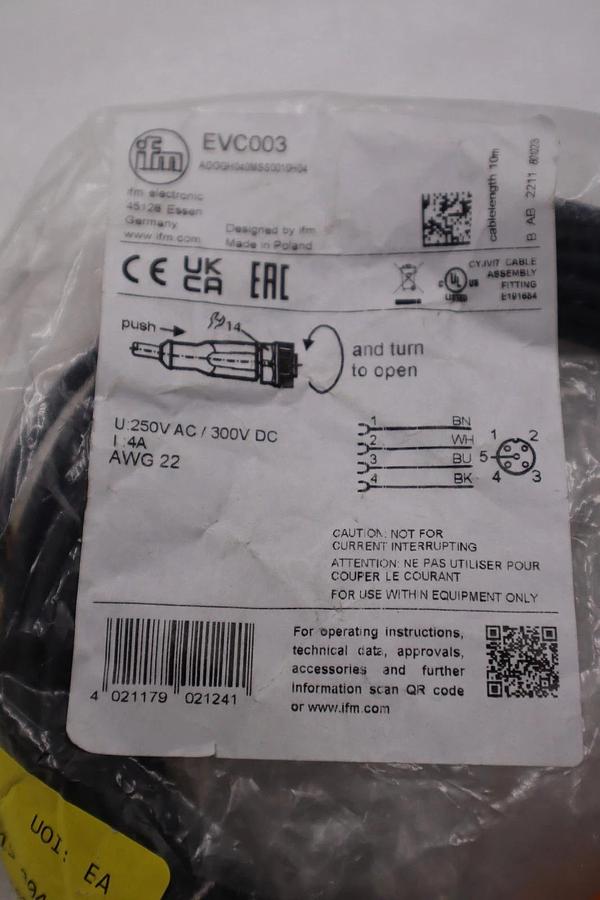 ifm
EVC003
ADGGH040MSS0010H04
ifm electronic
45128 Essen
Germany
www.ifm.com
Designed by ifm
Made in Poland
cablelength 10m
B AB 2211
CE UK CA EAC
CYJV/7 CABLE
ASSEMBLY
FITTING
E191684
c UL US
LISTED
push
14
and turn
to open
U:250V AC / 300V DC
I :4A
AWG 22
1 BN
2 WH
3 BU
4 BK
1 2
5
4 3
CAUTION: NOT FOR
CURRENT INTERRUPTING
ATTENTION: NE PAS UTILISER POUR
COUPER LE COURANT
FOR USE WITHIN EQUIPMENT ONLY
4 021179 021241
For operating instructions,
technical data, approvals,
accessories and further
information scan QR code
or www.ifm.com
UOI: EA